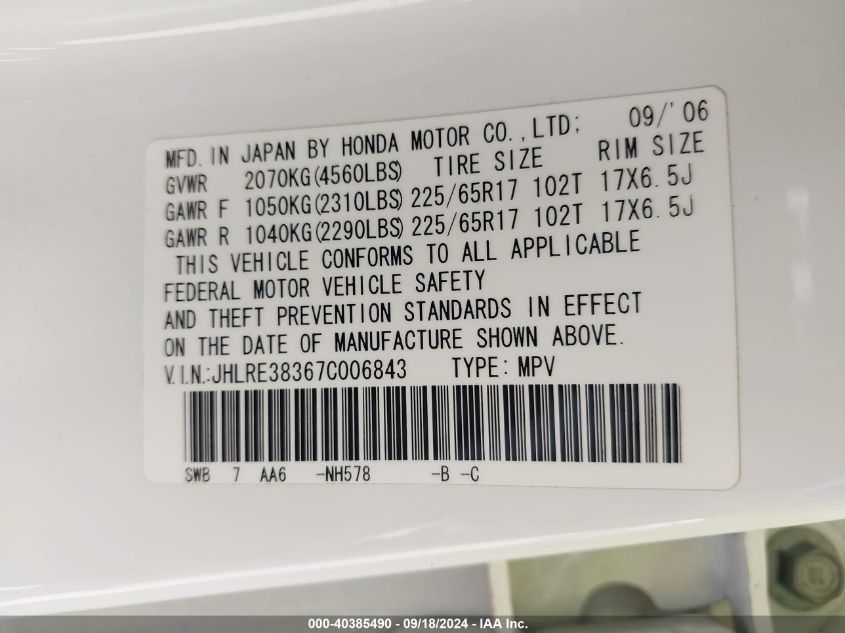 MFD. IN JAPAN BY HONDA MOTOR CO.,LTD; 09/'06
GVWR 2070KG(4560LBS) TIRE SIZE RIM SIZE
GAWR F 1050KG(2310LBS) 225/65R17 102T 17X6.5J
GAWR R 1040KG(2290LBS) 225/65R17 102T 17X6.5J
THIS VEHICLE CONFORMS TO ALL APPLICABLE
FEDERAL MOTOR VEHICLE SAFETY
AND THEFT PREVENTION STANDARDS IN EFFECT
ON THE DATE OF MANUFACTURE SHOWN ABOVE.
V.I.N.:JHLRE38367C006843 TYPE: MPV
SWB 7 AA6 -NH578 -B -C
000-40385490 - 09/18/2024 - IAA Inc.